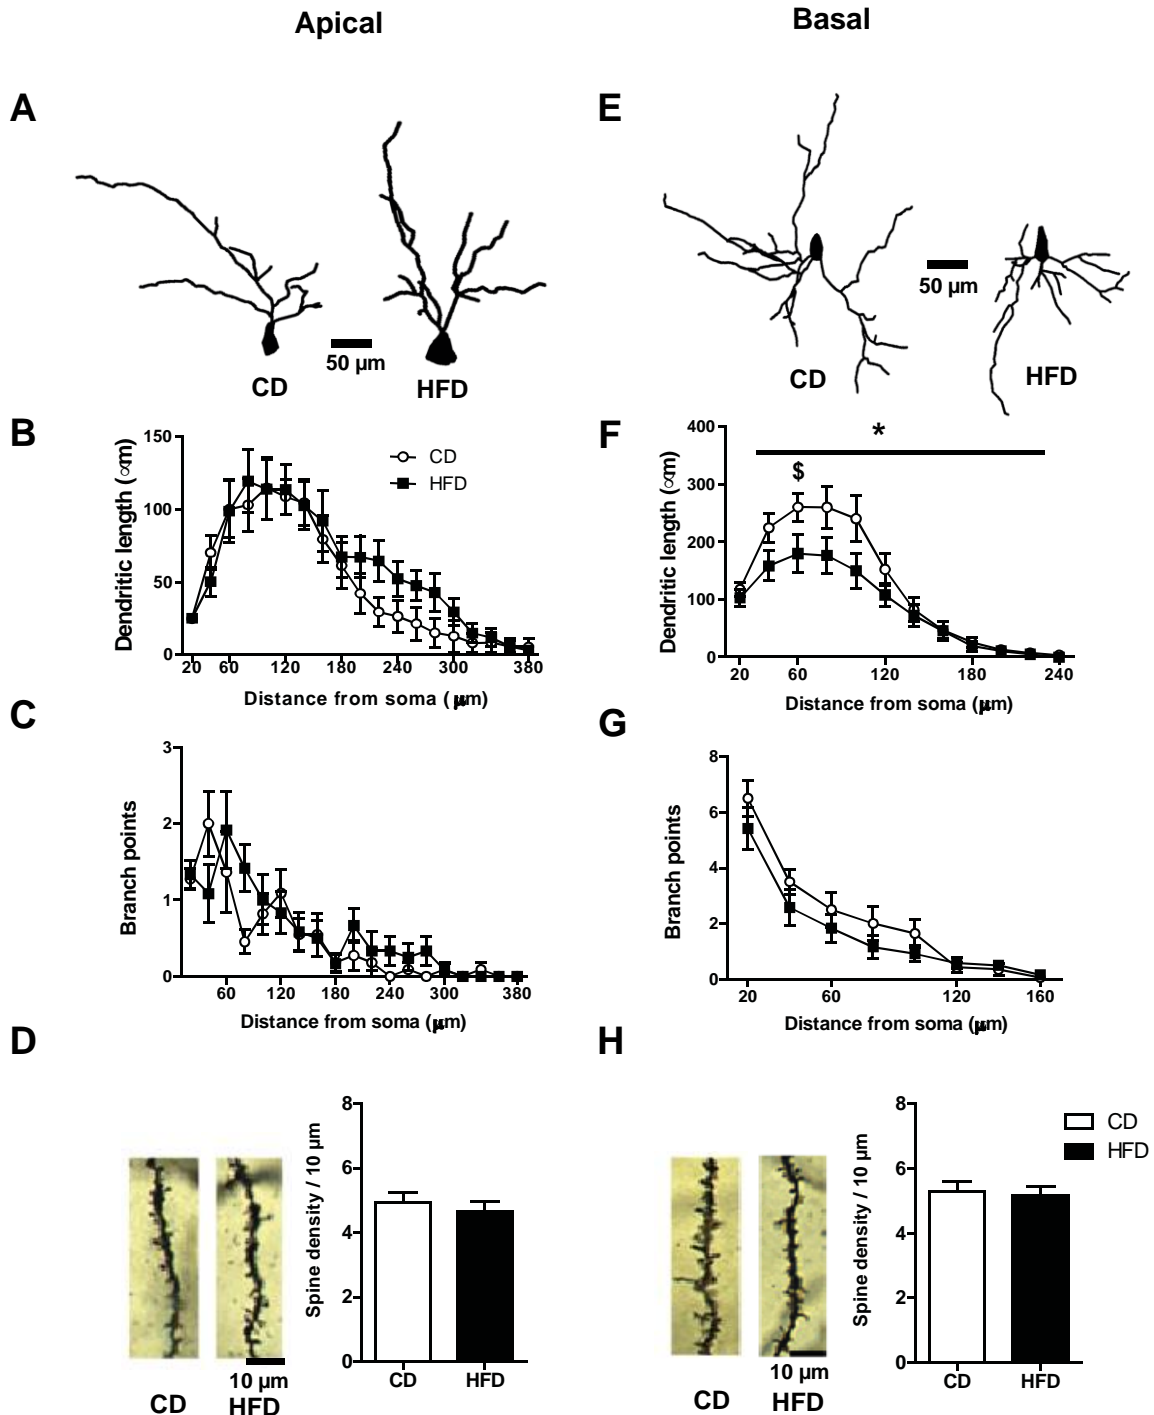 Apical
Basal
A
50 µm
CD
HFD
E
50 µm
CD
HFD
B
150
100
50
0
Dendritic length (∝m)
CD
HFD
20 60 120 180 240 300 380
Distance from soma (µm)
F
400
300
200
100
0
Dendritic length (∝m)
*
$
20 60 120 180 240
Distance from soma (µm)
C
3
2
1
0
Branch points
60 120 180 240 300 380
Distance from soma (µm)
G
8
6
4
2
0
Branch points
20 60 120 160
Distance from soma (µm)
D
10 µm
CD
HFD
8
6
4
2
0
Spine density / 10 µm
CD HFD
H
10 µm
CD
HFD
8
6
4
2
0
Spine density / 10 µm
CD HFD
CD
HFD